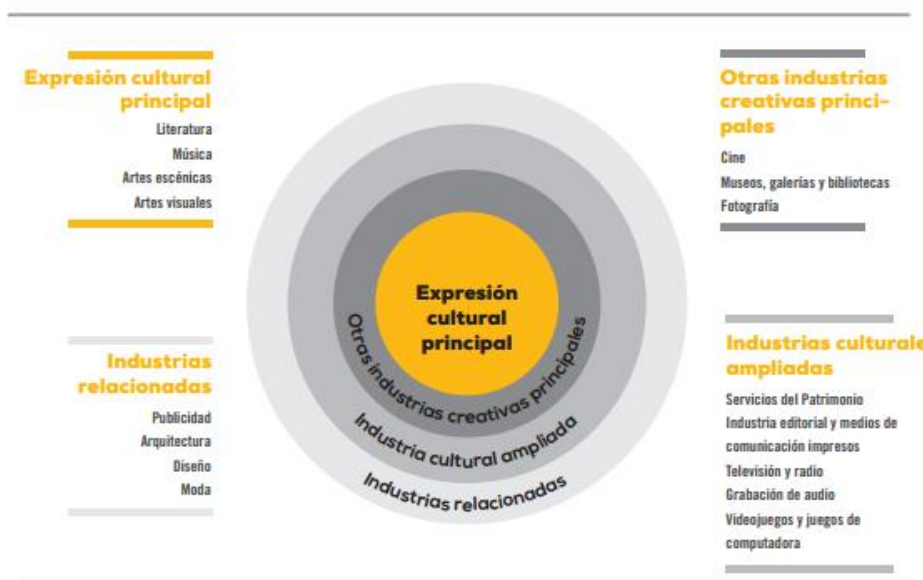 Expresión cultural
principal
Literatura
Música
Artes escénicas
Artes visuales
Otras industrias
creativas princi-
pales
Cine
Museos, galerías y bibliotecas
Fotografía
Expresión
cultural
principal
Otras industrias creativas principales
Industria cultural ampliada
Industrias relacionadas
Industrias
relacionadas
Publicidad
Arquitectura
Diseño
Moda
Industrias culturale
ampliadas
Servicios del Patrimonio
Industria editorial y medios de
comunicación impresos
Televisión y radio
Grabación de audio
Videojuegos y juegos de
computadora